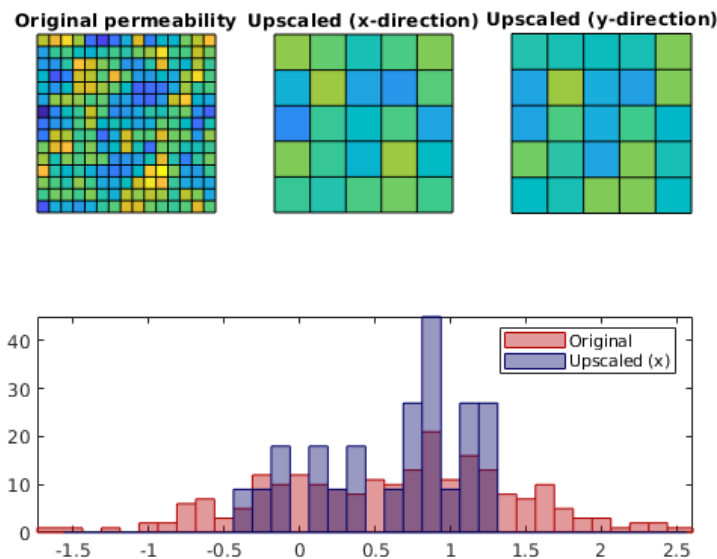 Original permeability Upscaled (x-direction) Upscaled (y-direction)
40
30
20
10
0
Original
Upscaled (x)
-1.5 -1 -0.5 0 0.5 1 1.5 2 2.5